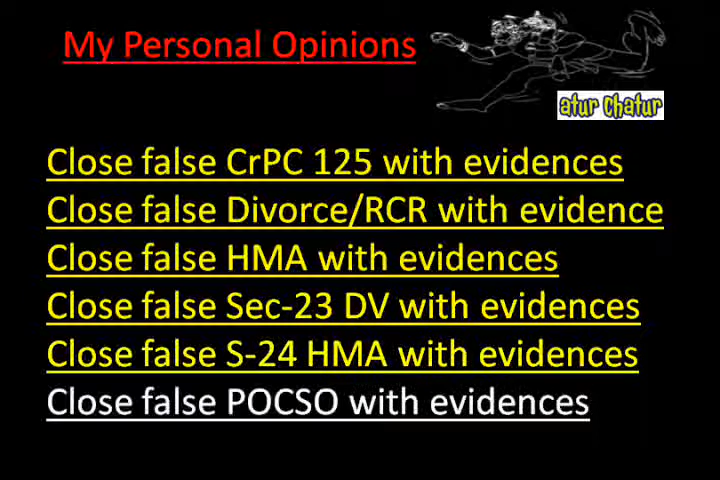 My Personal Opinions
atur Chatur
Close false CrPC 125 with evidences
Close false Divorce/RCR with evidence
Close false HMA with evidences
Close false Sec-23 DV with evidences
Close false S-24 HMA with evidences
Close false POCSO with evidences